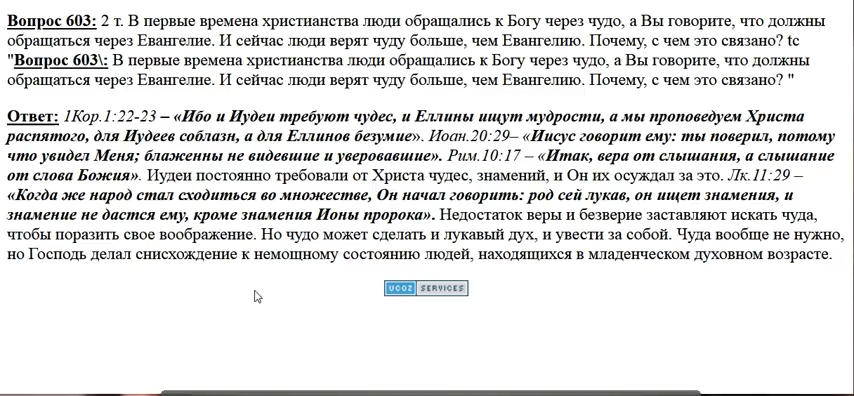 Вопрос 603: 2 т. В первые времена христианства люди обращались к Богу через чудо, а Вы говорите, что должны
обращаться через Евангелие. И сейчас люди верят чуду больше, чем Евангелию. Почему, с чем это связано? tc
"Вопрос 603\: В первые времена христианства люди обращались к Богу через чудо, а Вы говорите, что должны
обращаться через Евангелие. И сейчас люди верят чуду больше, чем Евангелию. Почему, с чем это связано? "
Ответ: 1Кор.1:22-23 – «Ибо и Иудеи требуют чудес, и Еллины ищут мудрости, а мы проповедуем Христа
распятого, для Иудеев соблазн, а для Еллинов безумие». Иоан.20:29– «Иисус говорит ему: ты поверил, потому
что увидел Меня; блаженны не видевшие и уверовавшие». Рим.10:17 – «Итак, вера от слышания, а слышание
от слова Божия». Иудеи постоянно требовали от Христа чудес, знамений, и Он их осуждал за это. Лк.11:29 –
«Когда же народ стал сходиться во множестве, Он начал говорить: род сей лукав, он ищет знамения, и
знамение не дастся ему, кроме знамения Ионы пророка». Недостаток веры и безверие заставляют искать чуда,
чтобы поразить свое воображение. Но чудо может сделать и лукавый дух, и увести за собой. Чуда вообще не нужно,
но Господь делал снисхождение к немощному состоянию людей, находящихся в младенческом духовном возрасте.
UCOZ SERVICES